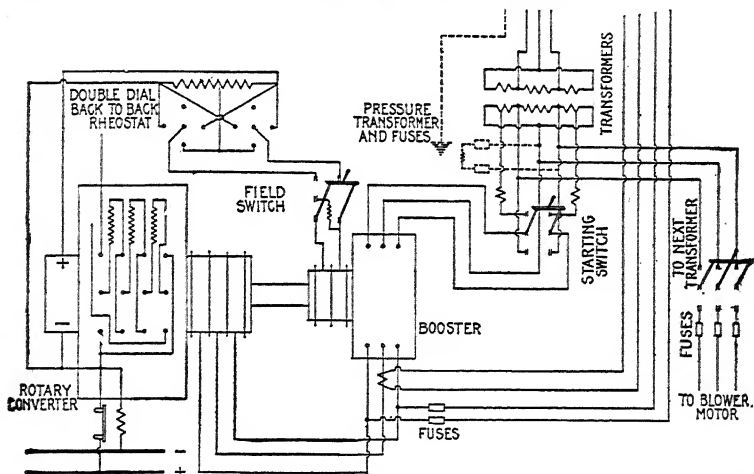 DOUBLE DIAL
BACK TO BACK
RHEOSTAT
PRESSURE
TRANSFORMER
AND FUSES
TRANSFORMERS
FIELD
SWITCH
STARTING
SWITCH
TO NEXT
TRANSFORMER
FUSES
BOOSTER
+
−
ROTARY
CONVERTER
FUSES
TO BLOWER.
MOTOR
−
+